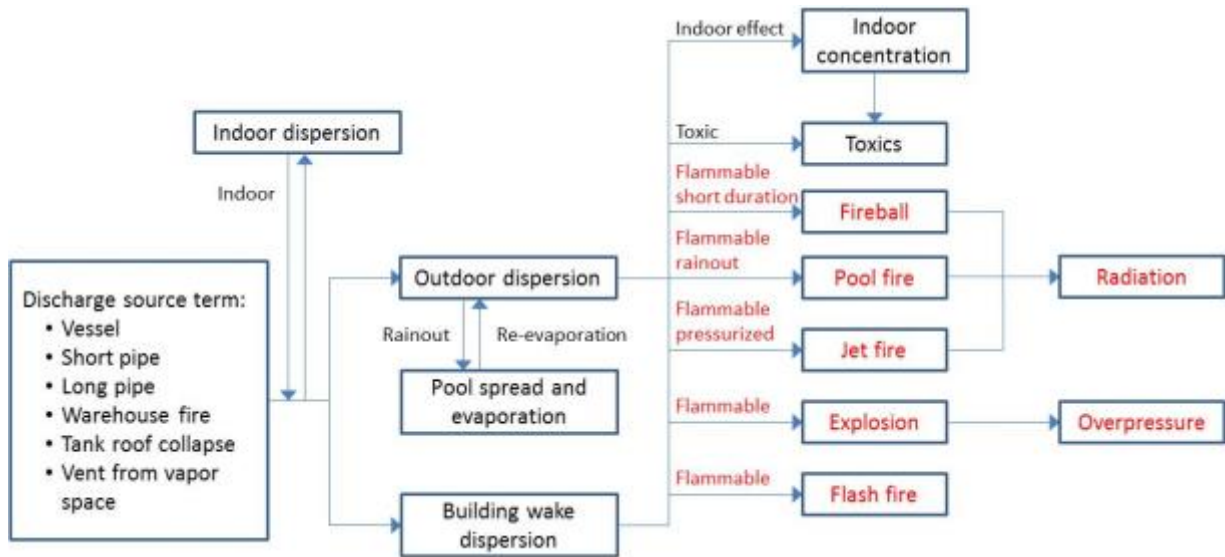 Indoor effect
Indoor
concentration
Indoor dispersion
Toxic
Toxics
Indoor
Flammable
short duration
Fireball
Flammable
rainout
Outdoor dispersion
Pool fire
Radiation
Discharge source term:
• Vessel
• Short pipe
• Long pipe
• Warehouse fire
• Tank roof collapse
• Vent from vapor
space
Rainout
Re-evaporation
Flammable
pressurized
Jet fire
Pool spread and
evaporation
Flammable
Explosion
Overpressure
Flammable
Flash fire
Building wake
dispersion